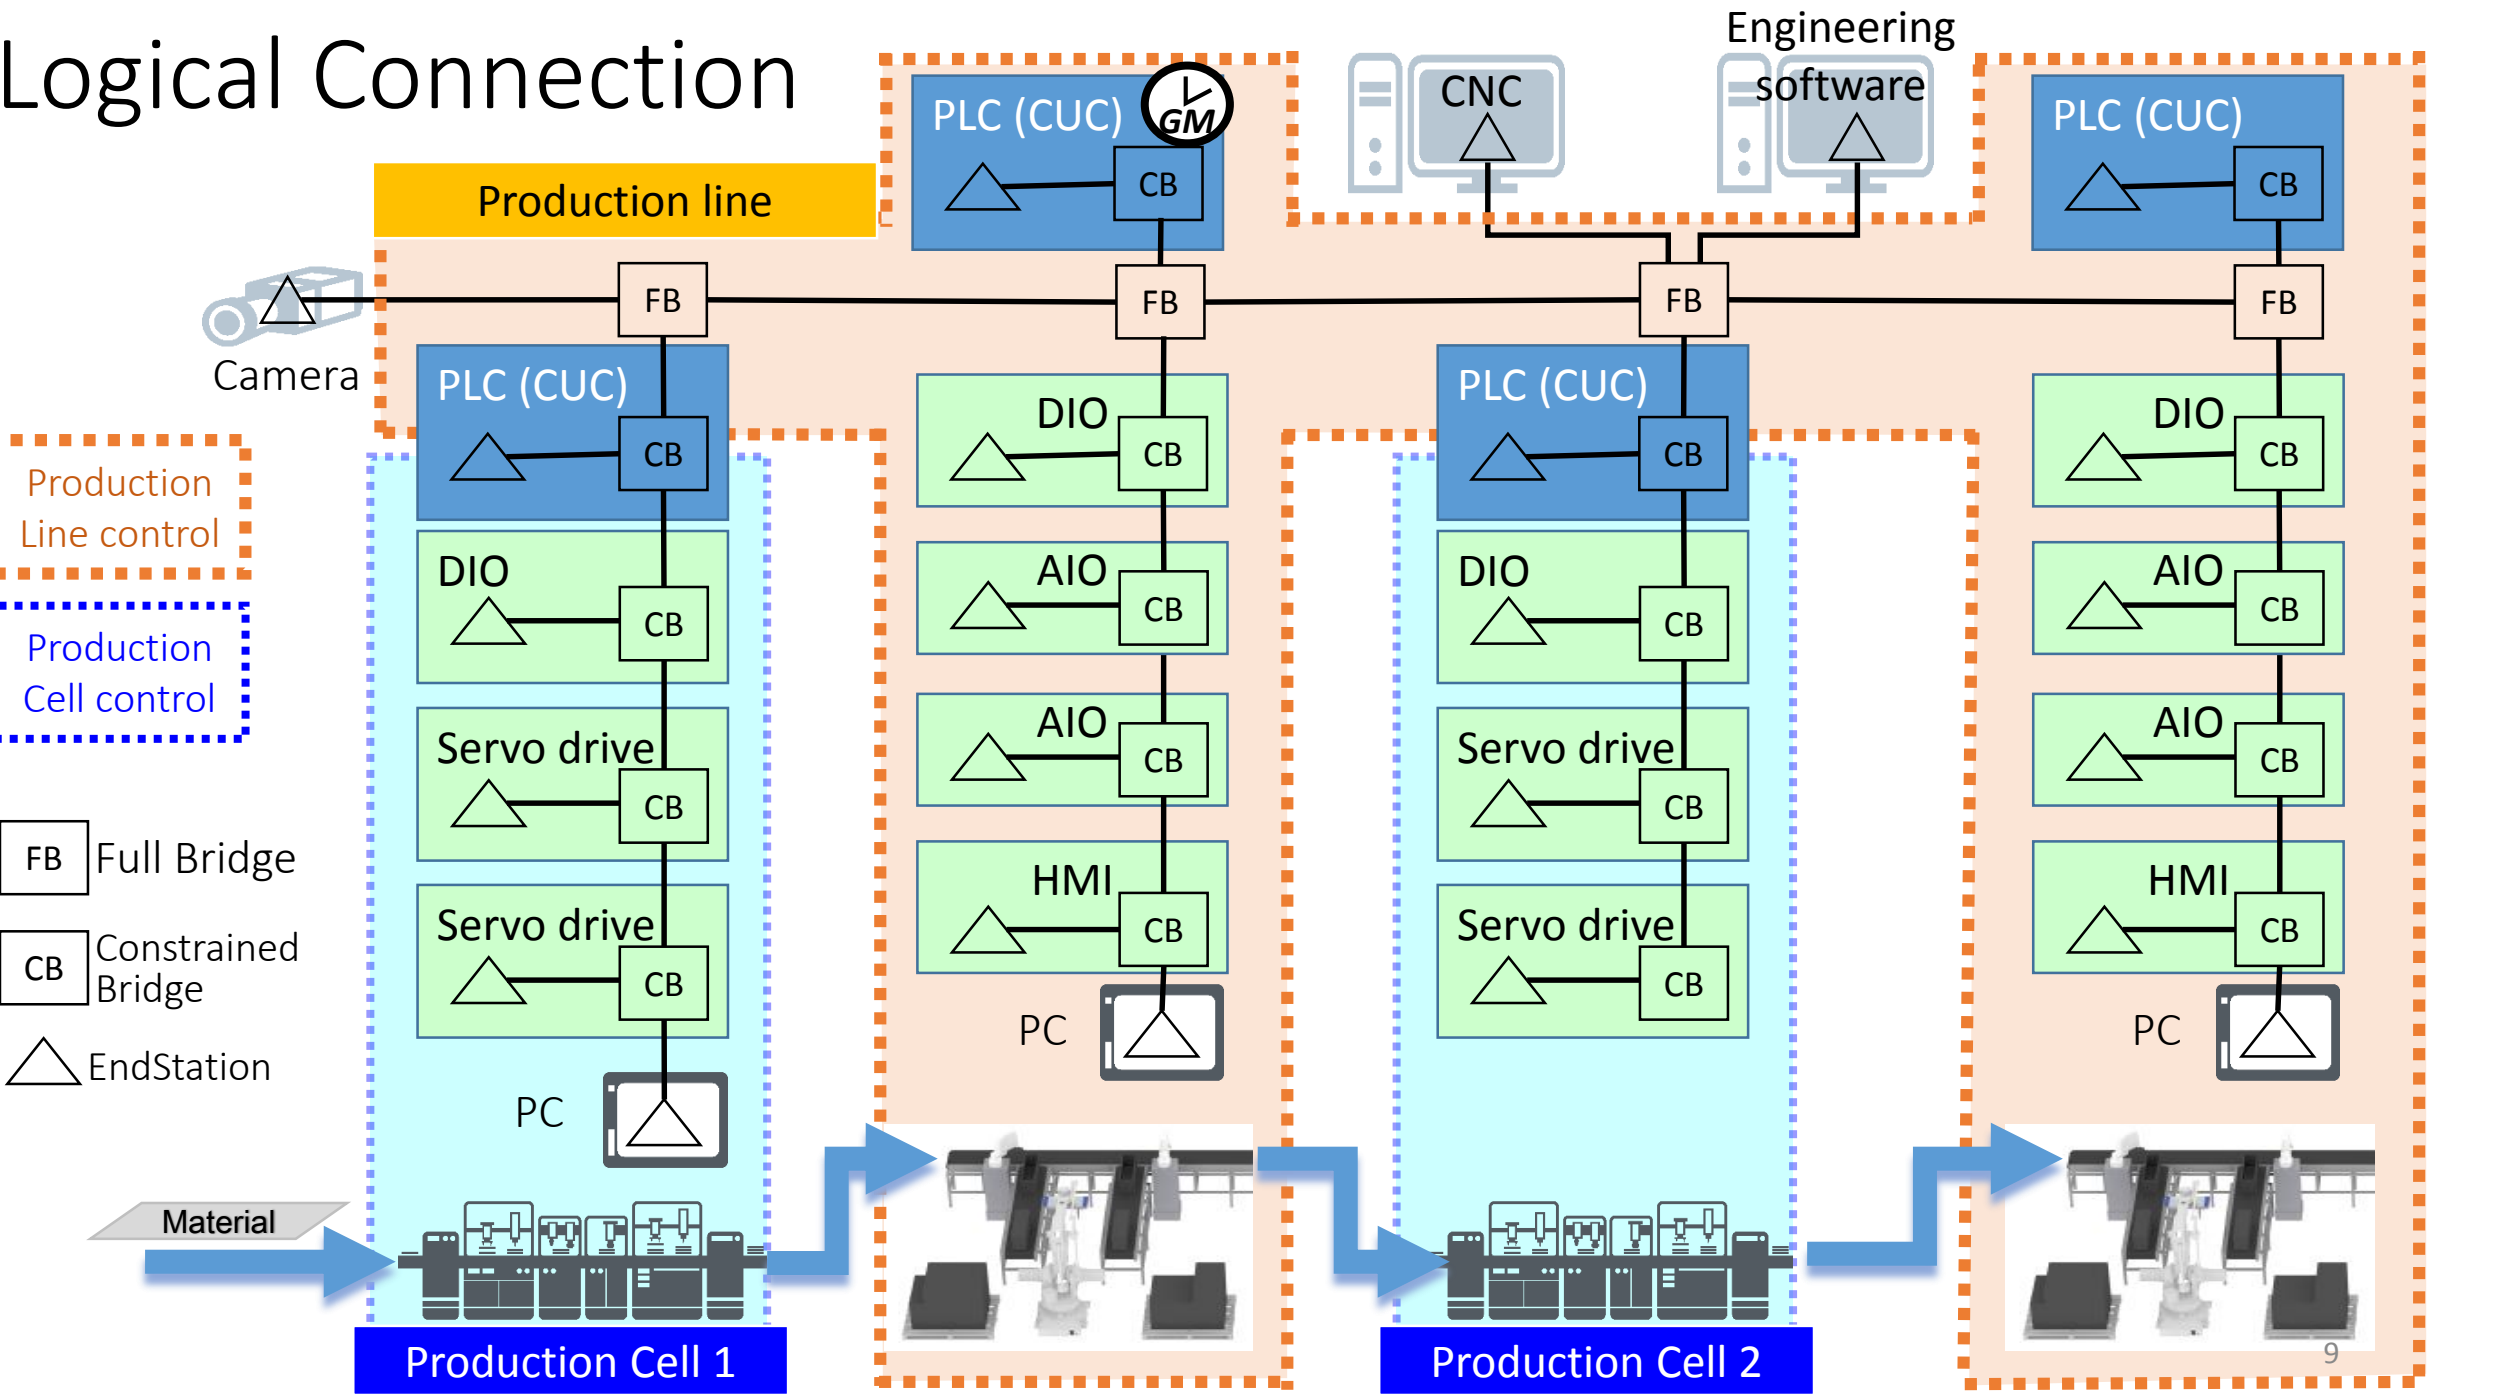 Logical Connection
Engineering
software
CNC
PLC (CUC)
GM
CB
PLC (CUC)
CB
Production line
Camera
FB
FB
FB
FB
PLC (CUC)
CB
DIO
CB
Servo drive
CB
Servo drive
CB
PC
DIO
CB
AIO
CB
AIO
CB
HMI
CB
PC
PLC (CUC)
CB
DIO
CB
Servo drive
CB
Servo drive
CB
DIO
CB
AIO
CB
AIO
CB
HMI
CB
PC
Production
Line control
Production
Cell control
FB
Full Bridge
CB
Constrained
Bridge
EndStation
Material
Production Cell 1
Production Cell 2
9